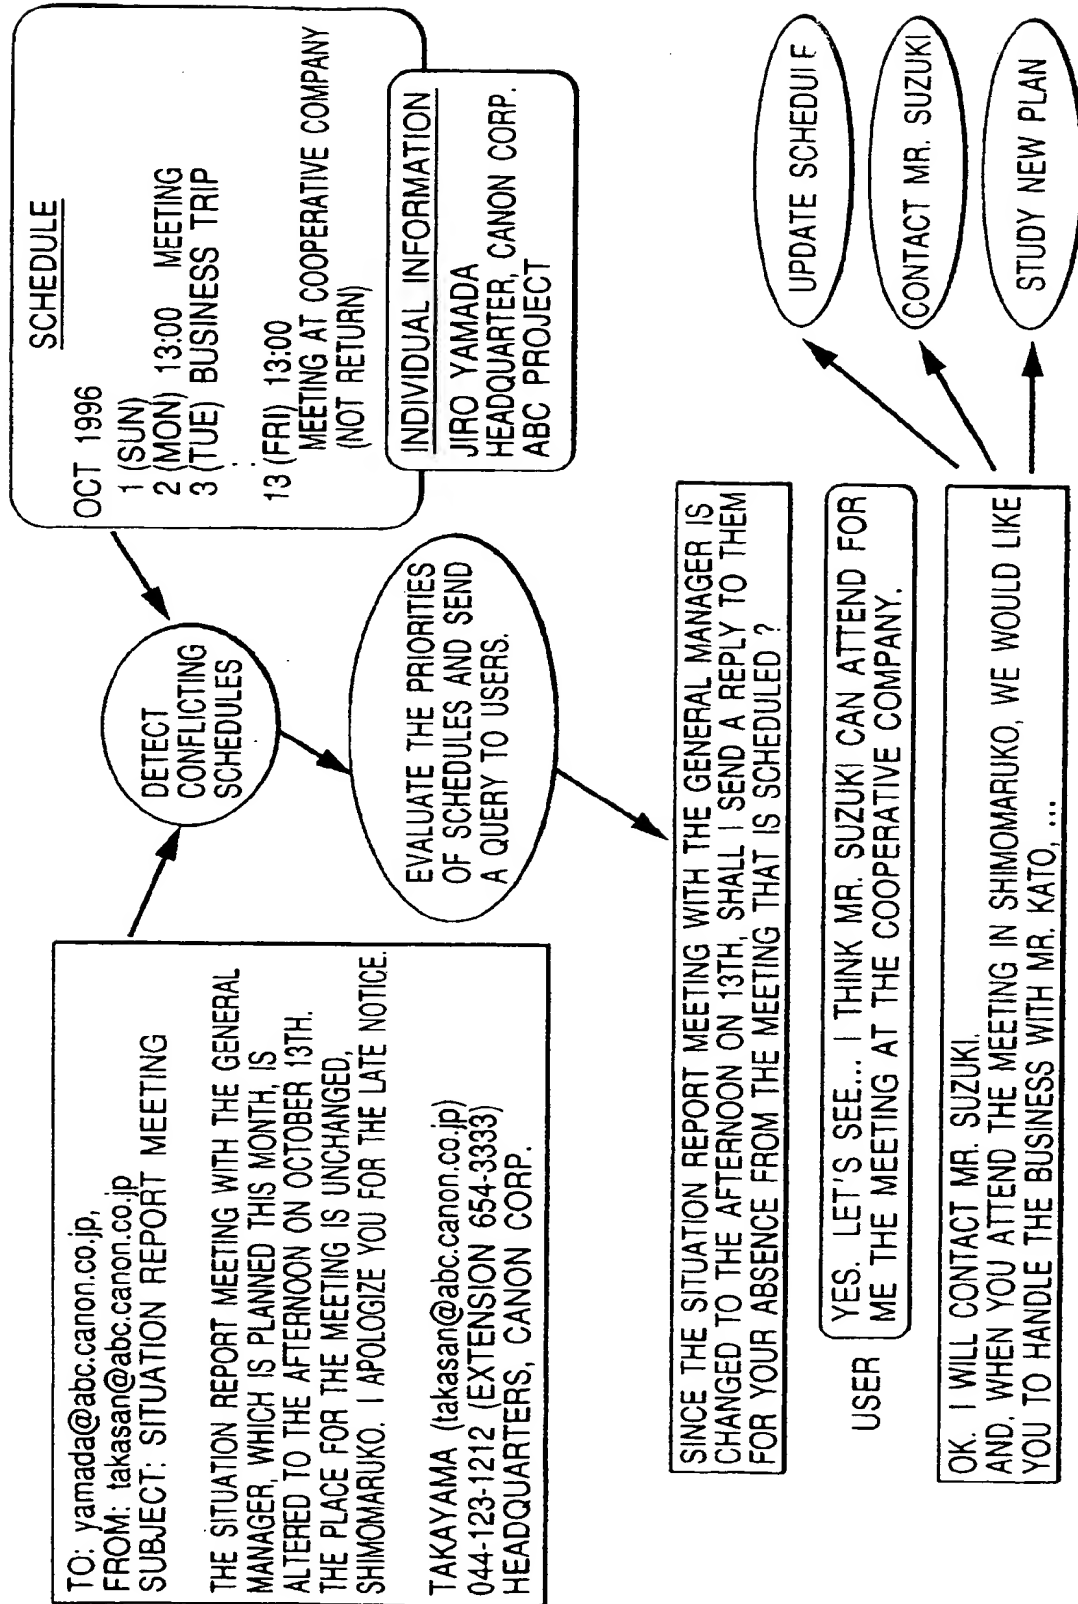 TO: yamada@abc.canon.co.jp,
FROM: takasan@abc.canon.co.jp
SUBJECT: SITUATION REPORT MEETING
THE SITUATION REPORT MEETING WITH THE GENERAL
MANAGER, WHICH IS PLANNED THIS MONTH, IS
ALTERED TO THE AFTERNOON ON OCTOBER 13TH.
THE PLACE FOR THE MEETING IS UNCHANGED,
SHIMOMARUKO. I APOLOGIZE YOU FOR THE LATE NOTICE.
TAKAYAMA (takasan@abc.canon.co.jp)
044-123-1212 (EXTENSION 654-3333)
HEADQUARTERS, CANON CORP.
DETECT
CONFLICTING
SCHEDULES
SCHEDULE
OCT 1996
1 (SUN)
2 (MON) 13:00 MEETING
3 (TUE) BUSINESS TRIP
:
13 (FRI) 13:00
MEETING AT COOPERATIVE COMPANY
(NOT RETURN)
INDIVIDUAL INFORMATION
JIRO YAMADA
HEADQUARTER, CANON CORP.
ABC PROJECT
EVALUATE THE PRIORITIES
OF SCHEDULES AND SEND
A QUERY TO USERS.
SINCE THE SITUATION REPORT MEETING WITH THE GENERAL MANAGER IS
CHANGED TO THE AFTERNOON ON 13TH, SHALL I SEND A REPLY TO THEM
FOR YOUR ABSENCE FROM THE MEETING THAT IS SCHEDULED ?
USER
YES. LET'S SEE... I THINK MR. SUZUKI CAN ATTEND FOR
ME THE MEETING AT THE COOPERATIVE COMPANY.
OK. I WILL CONTACT MR. SUZUKI.
AND, WHEN YOU ATTEND THE MEETING IN SHIMOMARUKO, WE WOULD LIKE
YOU TO HANDLE THE BUSINESS WITH MR. KATO, ...
UPDATE SCHEDULE
CONTACT MR. SUZUKI
STUDY NEW PLAN